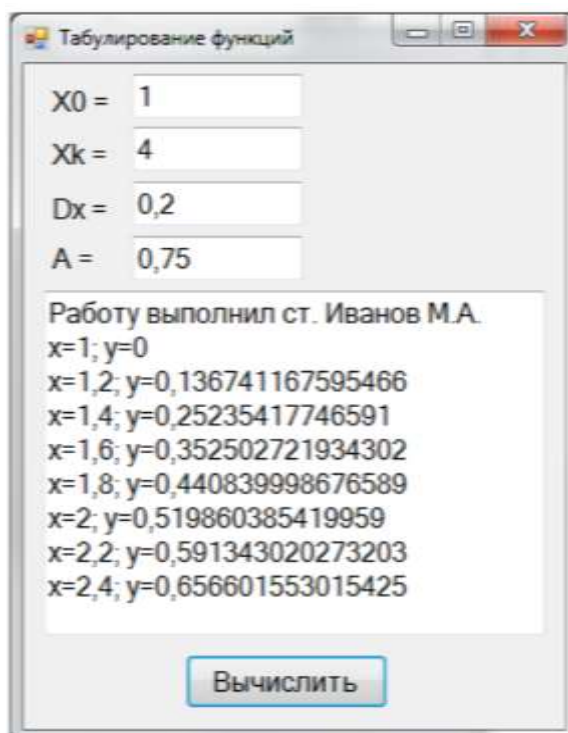 Табулирование функций
X0 = 1
Xk = 4
Dx = 0,2
A = 0,75
Работу выполнил ст. Иванов М.А.
x=1; y=0
x=1,2; y=0,136741167595466
x=1,4; y=0,25235417746591
x=1,6; y=0,352502721934302
x=1,8; y=0,440839998676589
x=2; y=0,519860385419959
x=2,2; y=0,591343020273203
x=2,4; y=0,656601553015425
Вычислить